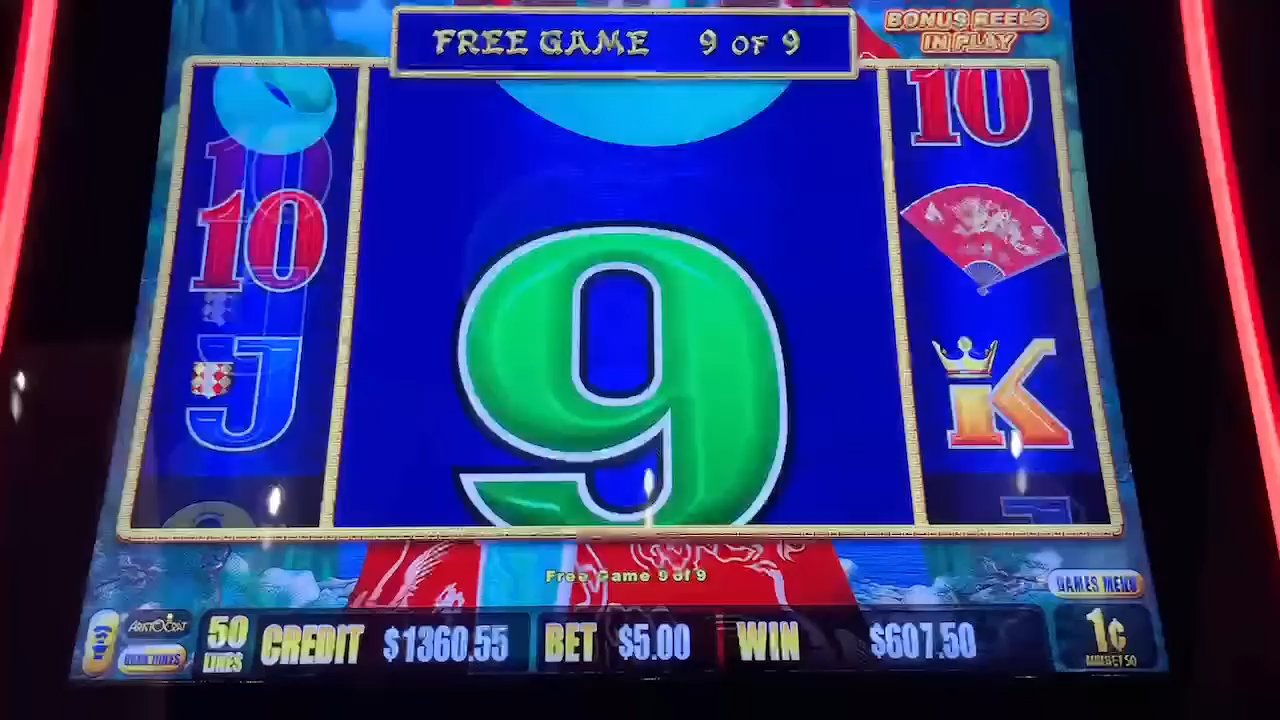 FREE GAME 9 OF 9
BONUS REELS
IN PLAY
10
10
10
J
9
K
Free Game 9 of 9
GAMES MENU
ARISTOCRAT
50
LINES
CREDIT $1360.55
BET $5.00
WIN $607.50
1¢